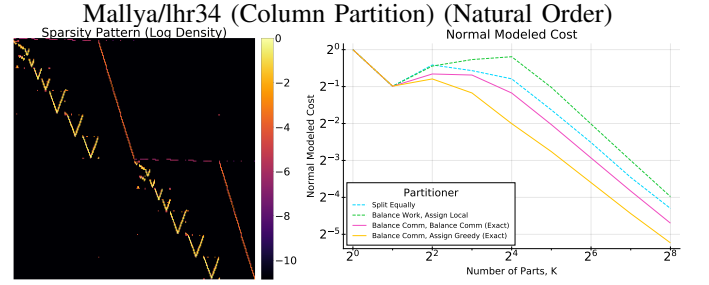 Mallya/lhr34 (Column Partition) (Natural Order)
Sparsity Pattern (Log Density)
0
−2
−4
−6
−8
−10
Normal Modeled Cost
Normal Modeled Cost
2^0
2^-1
2^-2
2^-3
2^-4
2^-5
Partitioner
Split Equally
Balance Work, Assign Local
Balance Comm, Balance Comm (Exact)
Balance Comm, Assign Greedy (Exact)
2^0 2^2 2^4 2^6 2^8
Number of Parts, K